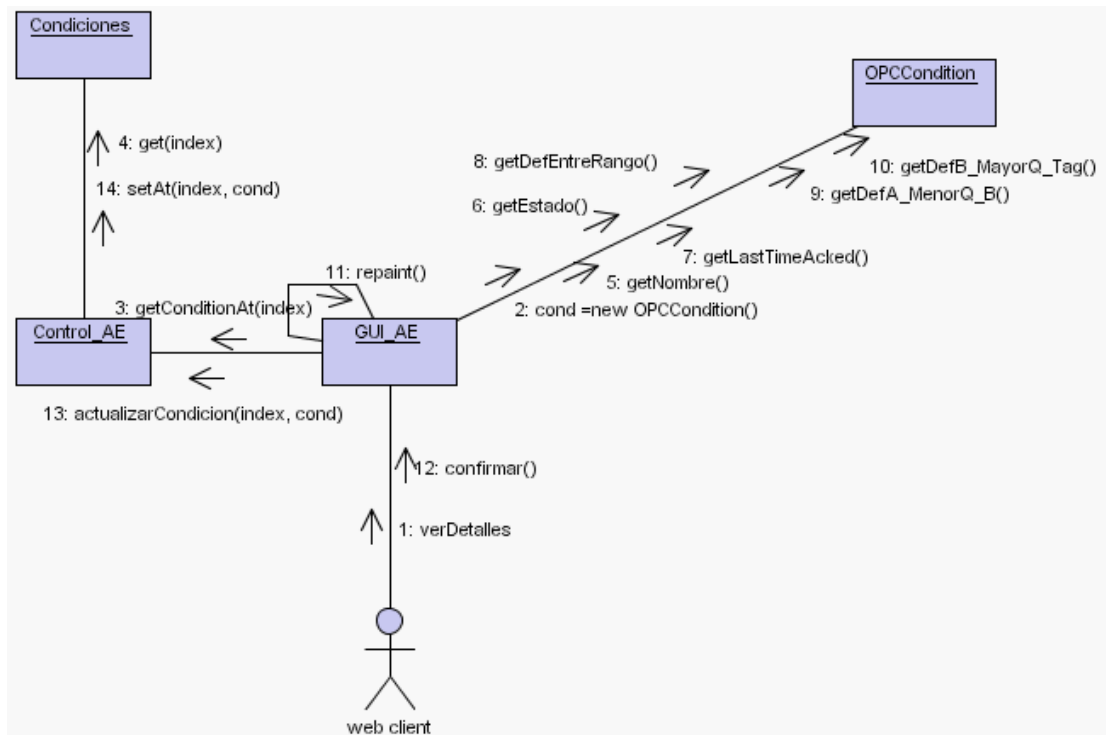 Condiciones
OPCCondition
4: get(index)
8: getDefEntreRango()
10: getDefB_MayorQ_Tag()
14: setAt(index, cond)
9: getDefA_MenorQ_B()
6: getEstado()
7: getLastTimeAcked()
11: repaint()
5: getNombre()
3: getConditionAt(index)
2: cond =new OPCCondition()
Control_AE
GUI_AE
13: actualizarCondicion(index, cond)
12: confirmar()
1: verDetalles
web client